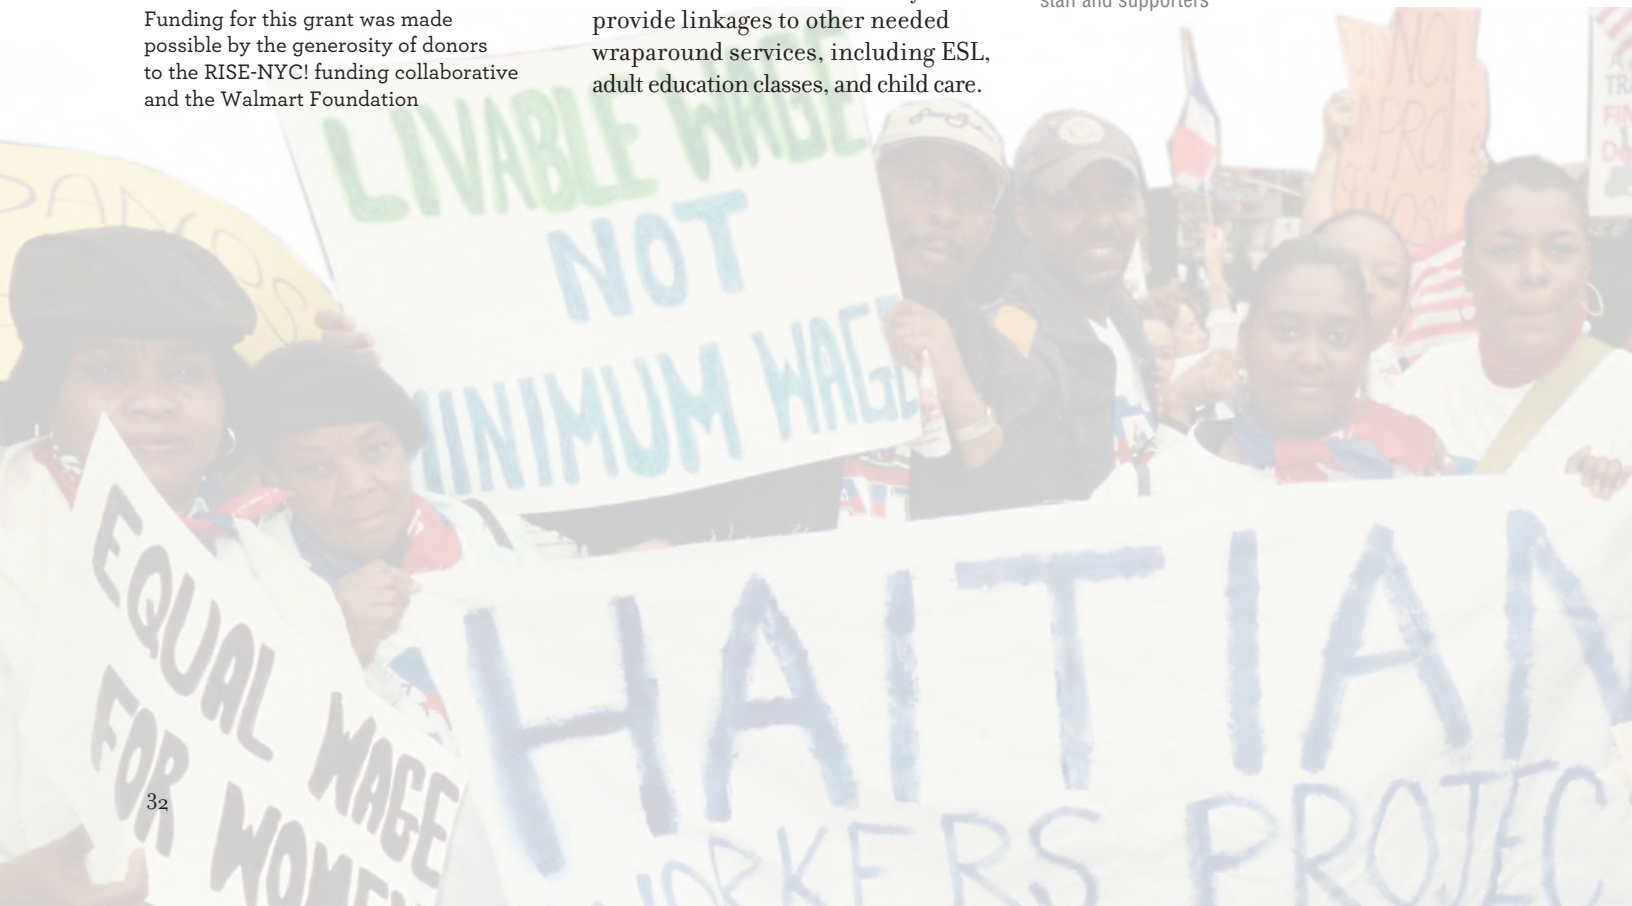 Funding for this grant was made
possible by the generosity of donors
to the RISE-NYC! funding collaborative
and the Walmart Foundation
provide linkages to other needed
wraparound services, including ESL,
adult education classes, and child care.
staff and supporters
LIVABLE WAGE
NOT
MINIMUM WAGE
EQUAL WAGE
FOR WOMEN
HAITIAN
WORKERS PROJEC
NO
32